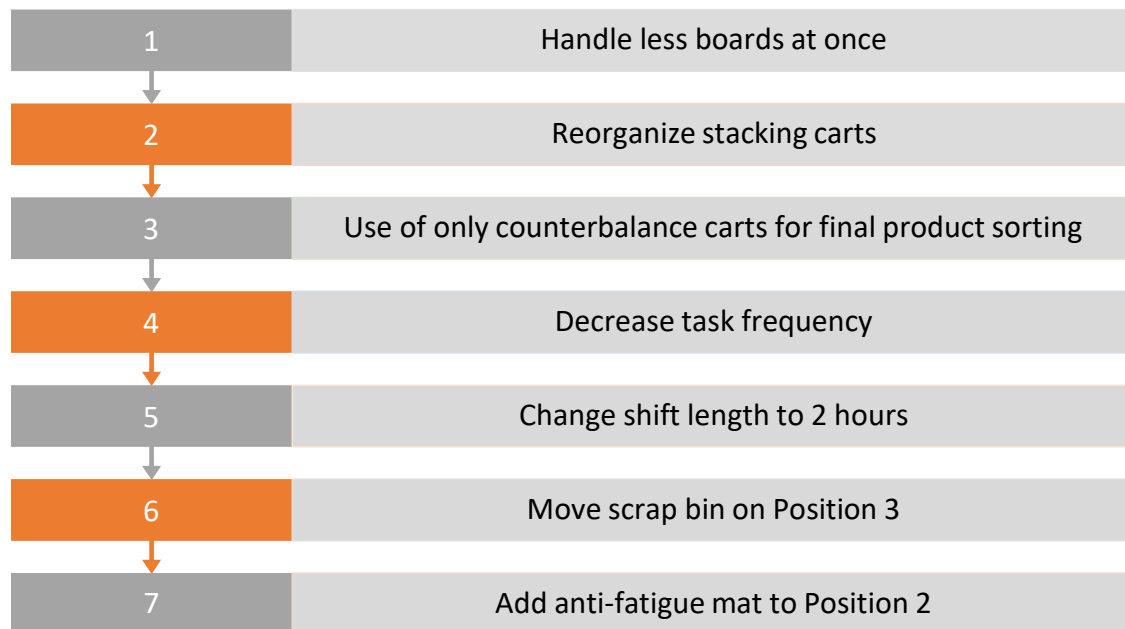 1 Handle less boards at once
2 Reorganize stacking carts
3 Use of only counterbalance carts for final product sorting
4 Decrease task frequency
5 Change shift length to 2 hours
6 Move scrap bin on Position 3
7 Add anti-fatigue mat to Position 2